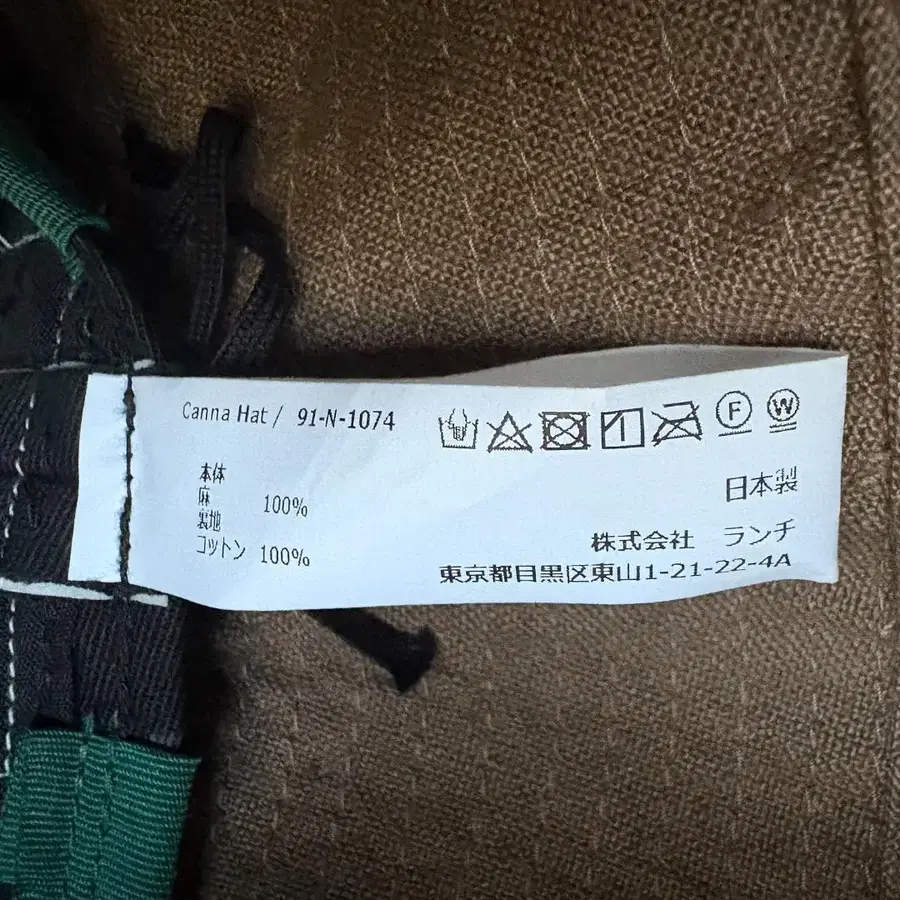 Canna Hat / 91-N-1074
本体
麻 100%
裏地
コットン 100%
F
W
日本製
株式会社 ランチ
東京都目黒区東山1-21-22-4A